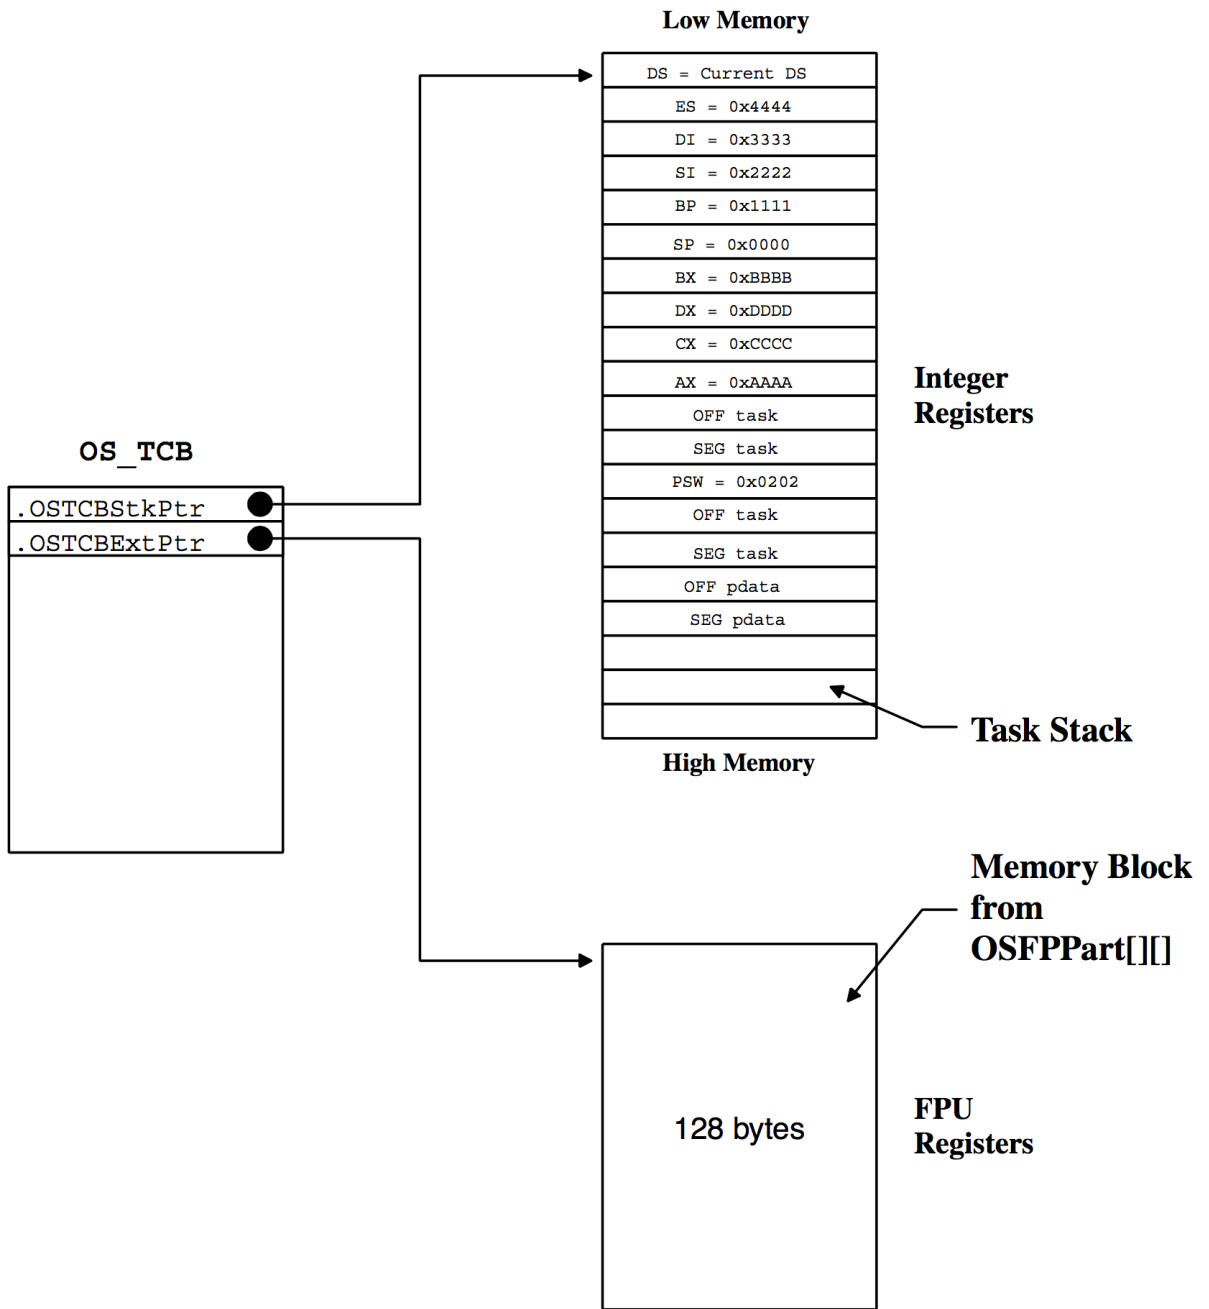 Low Memory
DS = Current DS
ES = 0x4444
DI = 0x3333
SI = 0x2222
BP = 0x1111
SP = 0x0000
BX = 0xBBBB
DX = 0xDDDD
CX = 0xCCCC
AX = 0xAAAA
OFF task
SEG task
PSW = 0x0202
OFF task
SEG task
OFF pdata
SEG pdata
High Memory
Integer
Registers
Task Stack
OS_TCB
.OSTCBStkPtr
.OSTCBExtPtr
Memory Block
from
OSFPPart[][]
128 bytes
FPU
Registers